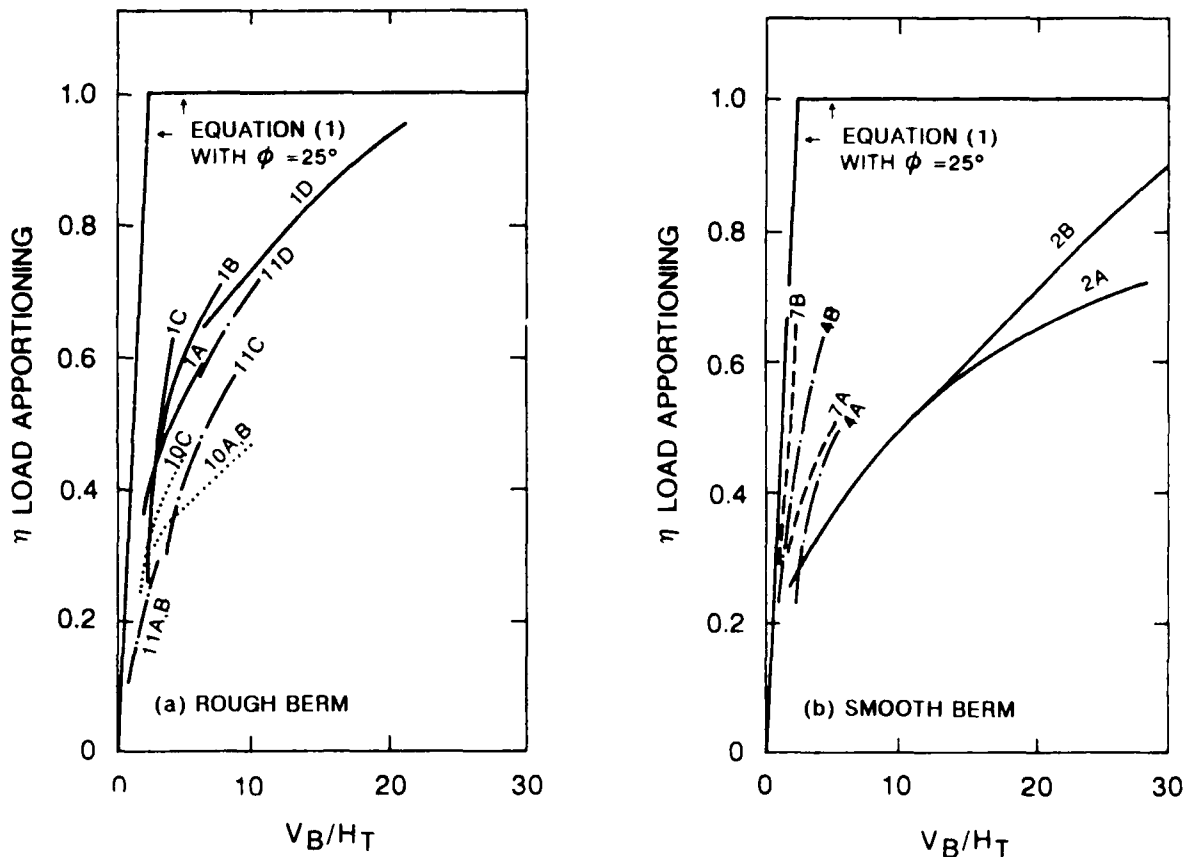 1.0
0.8
0.6
0.4
0.2
0
η LOAD APPORTIONING
← EQUATION (1)
WITH ϕ = 25°
↑
1D
1B
11D
1C
1A
11C
10C
10A,B
11A,B
(a) ROUGH BERM
0
10
20
30
V_B/H_T
1.0
0.8
0.6
0.4
0.2
0
η LOAD APPORTIONING
← EQUATION (1)
WITH ϕ = 25°
↑
2B
2A
7B
4B
7A
4A
(b) SMOOTH BERM
0
10
20
30
V_B/H_T